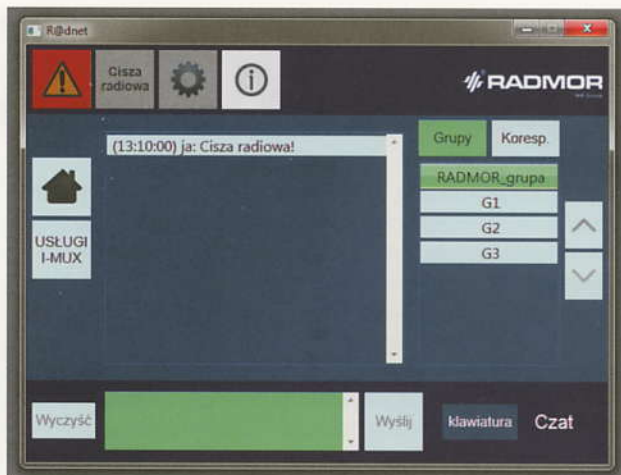 R@dnet
Cisza
radiowa
RADMOR
(13:10:00) ja: Cisza radiowa!
Grupy
Koresp.
RADMOR_grupa
G1
G2
G3
USŁUGI
I-MUX
Wyczyść
Wyślij
klawiatura
Czat